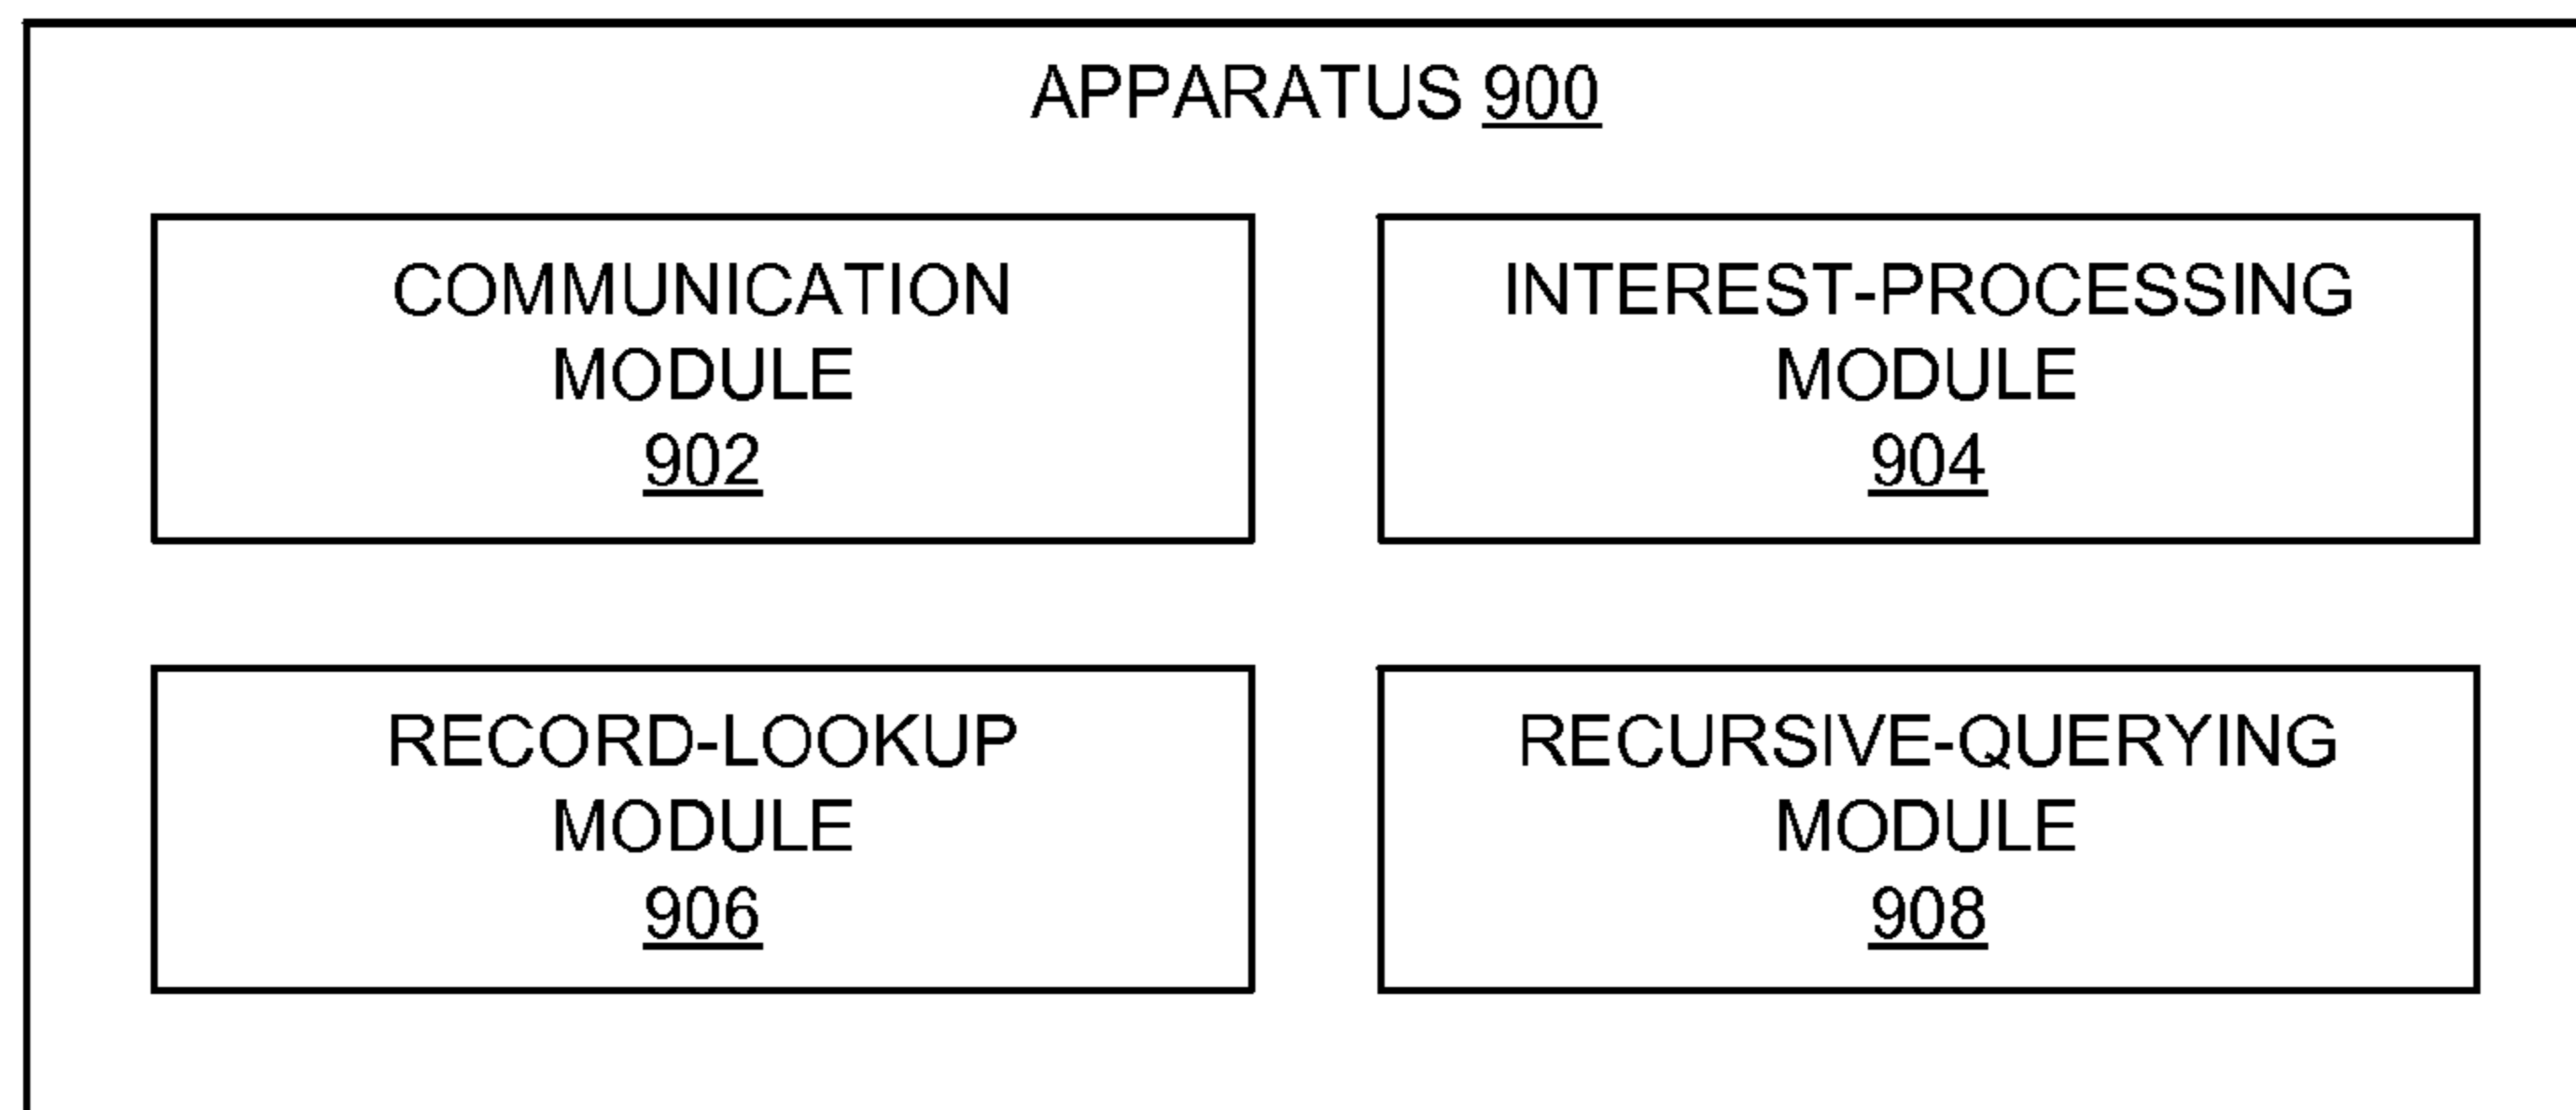 APPARATUS 900
COMMUNICATION
MODULE
902
INTEREST-PROCESSING
MODULE
904
RECORD-LOOKUP
MODULE
906
RECURSIVE-QUERYING
MODULE
908